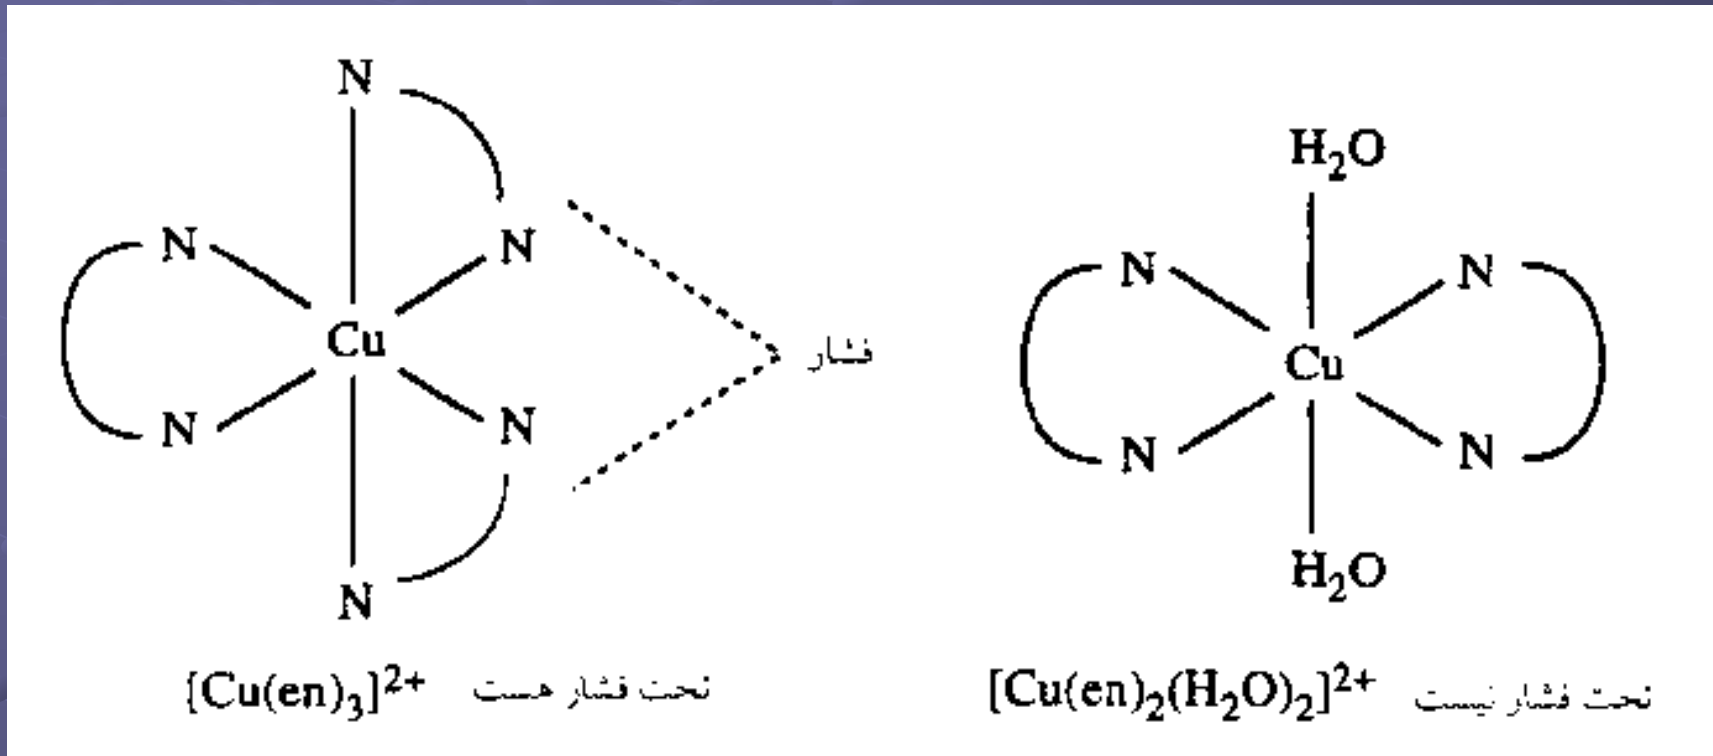 N
H₂O
N N
N N
Cu
فشار
Cu
N N
N N
N
H₂O
[Cu(en)₃]²⁺ تحت فشار هست
[Cu(en)₂(H₂O)₂]²⁺ تحت فشار نیست